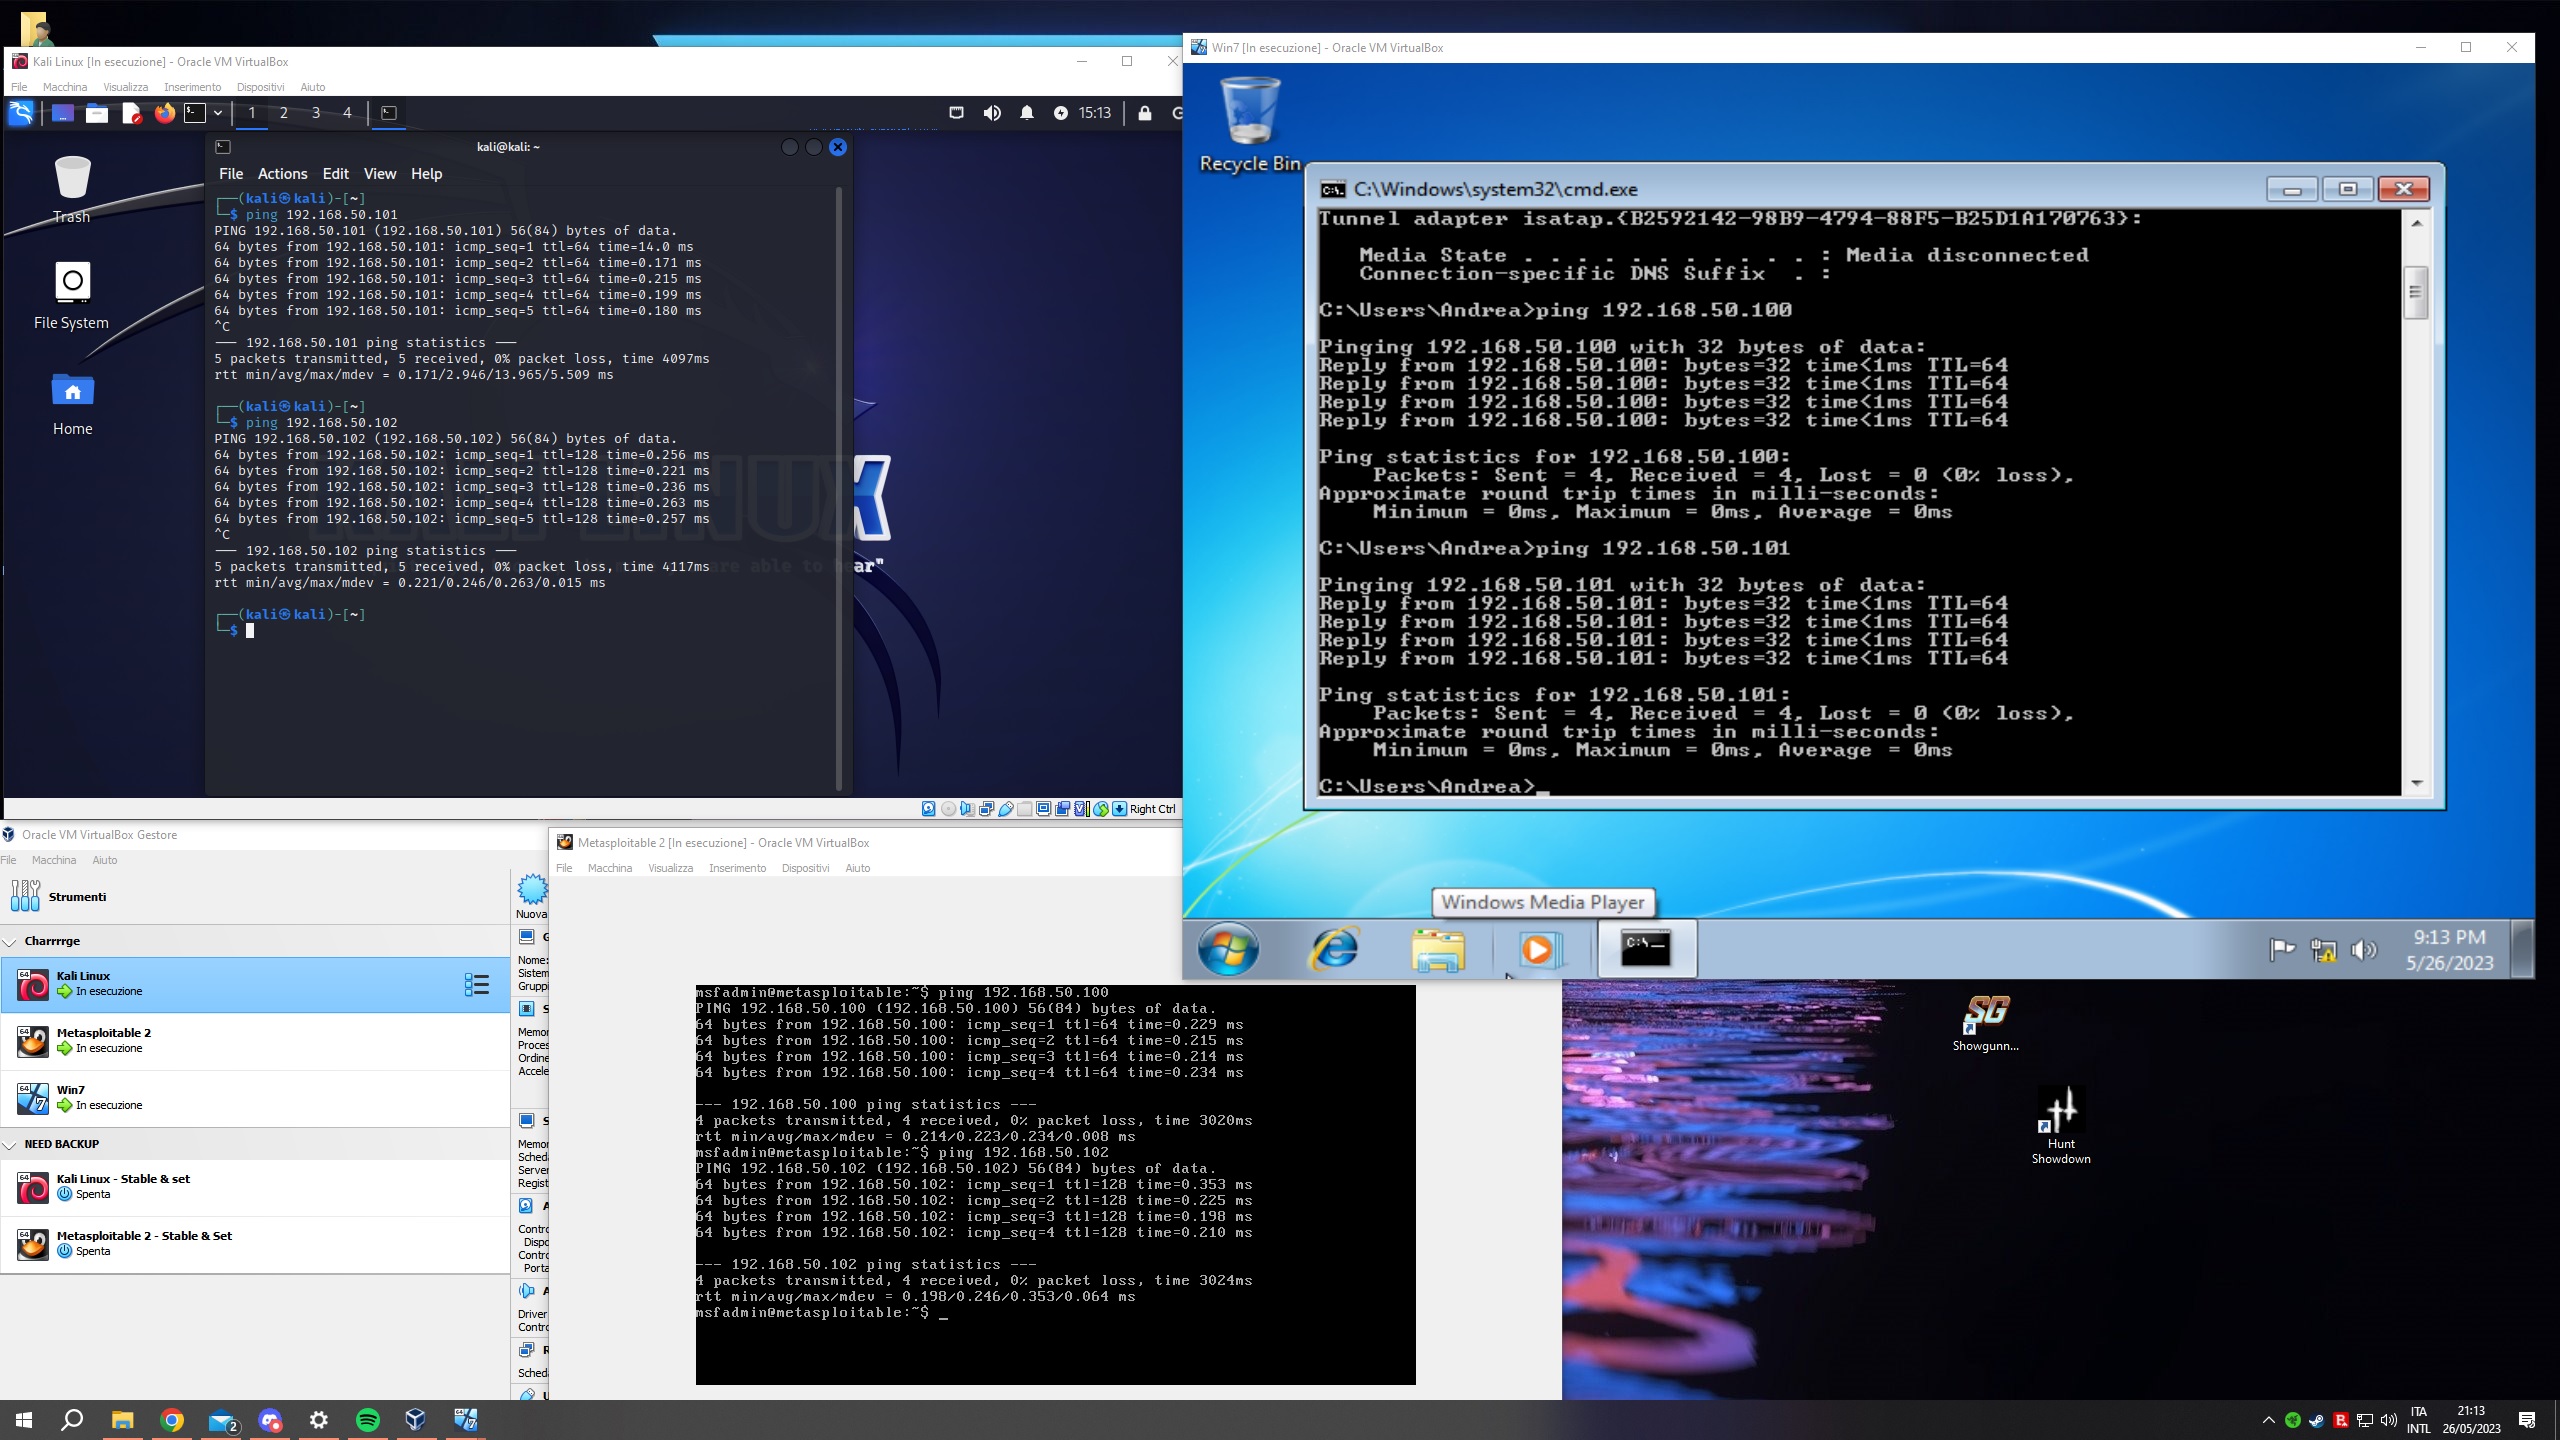 Kali Linux [In esecuzione] - Oracle VM VirtualBox
File Macchina Visualizza Inserimento Dispositivi Aiuto
1 2 3 4
15:13
Trash
File System
Home
kali@kali: ~
File Actions Edit View Help
(kali㉿kali)-[~]
$ ping 192.168.50.101
PING 192.168.50.101 (192.168.50.101) 56(84) bytes of data.
64 bytes from 192.168.50.101: icmp_seq=1 ttl=64 time=14.0 ms
64 bytes from 192.168.50.101: icmp_seq=2 ttl=64 time=0.171 ms
64 bytes from 192.168.50.101: icmp_seq=3 ttl=64 time=0.215 ms
64 bytes from 192.168.50.101: icmp_seq=4 ttl=64 time=0.199 ms
64 bytes from 192.168.50.101: icmp_seq=5 ttl=64 time=0.180 ms
^C
--- 192.168.50.101 ping statistics ---
5 packets transmitted, 5 received, 0% packet loss, time 4097ms
rtt min/avg/max/mdev = 0.171/2.946/13.965/5.509 ms
(kali㉿kali)-[~]
$ ping 192.168.50.102
PING 192.168.50.102 (192.168.50.102) 56(84) bytes of data.
64 bytes from 192.168.50.102: icmp_seq=1 ttl=128 time=0.256 ms
64 bytes from 192.168.50.102: icmp_seq=2 ttl=128 time=0.221 ms
64 bytes from 192.168.50.102: icmp_seq=3 ttl=128 time=0.236 ms
64 bytes from 192.168.50.102: icmp_seq=4 ttl=128 time=0.263 ms
64 bytes from 192.168.50.102: icmp_seq=5 ttl=128 time=0.257 ms
^C
--- 192.168.50.102 ping statistics ---
5 packets transmitted, 5 received, 0% packet loss, time 4117ms
rtt min/avg/max/mdev = 0.221/0.246/0.263/0.015 ms
(kali㉿kali)-[~]
$
are able to hear"
Right Ctrl
Win7 [In esecuzione] - Oracle VM VirtualBox
Recycle Bin
C:\Windows\system32\cmd.exe
Tunnel adapter isatap.{B2592142-98B9-4794-88F5-B25D1A170763}:
Media State . . . . . . . . . . . : Media disconnected
Connection-specific DNS Suffix . :
C:\Users\Andrea>ping 192.168.50.100
Pinging 192.168.50.100 with 32 bytes of data:
Reply from 192.168.50.100: bytes=32 time<1ms TTL=64
Reply from 192.168.50.100: bytes=32 time<1ms TTL=64
Reply from 192.168.50.100: bytes=32 time<1ms TTL=64
Reply from 192.168.50.100: bytes=32 time<1ms TTL=64
Ping statistics for 192.168.50.100:
Packets: Sent = 4, Received = 4, Lost = 0 (0% loss),
Approximate round trip times in milli-seconds:
Minimum = 0ms, Maximum = 0ms, Average = 0ms
C:\Users\Andrea>ping 192.168.50.101
Pinging 192.168.50.101 with 32 bytes of data:
Reply from 192.168.50.101: bytes=32 time<1ms TTL=64
Reply from 192.168.50.101: bytes=32 time<1ms TTL=64
Reply from 192.168.50.101: bytes=32 time<1ms TTL=64
Reply from 192.168.50.101: bytes=32 time<1ms TTL=64
Ping statistics for 192.168.50.101:
Packets: Sent = 4, Received = 4, Lost = 0 (0% loss),
Approximate round trip times in milli-seconds:
Minimum = 0ms, Maximum = 0ms, Average = 0ms
C:\Users\Andrea>_
Windows Media Player
9:13 PM
5/26/2023
Oracle VM VirtualBox Gestore
File Macchina Aiuto
Strumenti
Charrrrge
Kali Linux
In esecuzione
Metasploitable 2
In esecuzione
Win7
In esecuzione
NEED BACKUP
Kali Linux - Stable & set
Spenta
Metasploitable 2 - Stable & Set
Spenta
Nuova
G
Nome:
Sistem
Gruppi
S
Memor
Proces
Ordine
Accele
S
Memor
Scheda
Server
Regist
A
Contro
Dispo
Contro
Porta
A
Driver
Contro
R
Sched
U
Metasploitable 2 [In esecuzione] - Oracle VM VirtualBox
File Macchina Visualizza Inserimento Dispositivi Aiuto
msfadmin@metasploitable:~$ ping 192.168.50.100
PING 192.168.50.100 (192.168.50.100) 56(84) bytes of data.
64 bytes from 192.168.50.100: icmp_seq=1 ttl=64 time=0.229 ms
64 bytes from 192.168.50.100: icmp_seq=2 ttl=64 time=0.215 ms
64 bytes from 192.168.50.100: icmp_seq=3 ttl=64 time=0.214 ms
64 bytes from 192.168.50.100: icmp_seq=4 ttl=64 time=0.234 ms
--- 192.168.50.100 ping statistics ---
4 packets transmitted, 4 received, 0% packet loss, time 3020ms
rtt min/avg/max/mdev = 0.214/0.223/0.234/0.008 ms
msfadmin@metasploitable:~$ ping 192.168.50.102
PING 192.168.50.102 (192.168.50.102) 56(84) bytes of data.
64 bytes from 192.168.50.102: icmp_seq=1 ttl=128 time=0.353 ms
64 bytes from 192.168.50.102: icmp_seq=2 ttl=128 time=0.225 ms
64 bytes from 192.168.50.102: icmp_seq=3 ttl=128 time=0.198 ms
64 bytes from 192.168.50.102: icmp_seq=4 ttl=128 time=0.210 ms
--- 192.168.50.102 ping statistics ---
4 packets transmitted, 4 received, 0% packet loss, time 3024ms
rtt min/avg/max/mdev = 0.198/0.246/0.353/0.064 ms
msfadmin@metasploitable:~$ _
SG
Showgunn...
Hunt
Showdown
2
ITA
INTL
21:13
26/05/2023